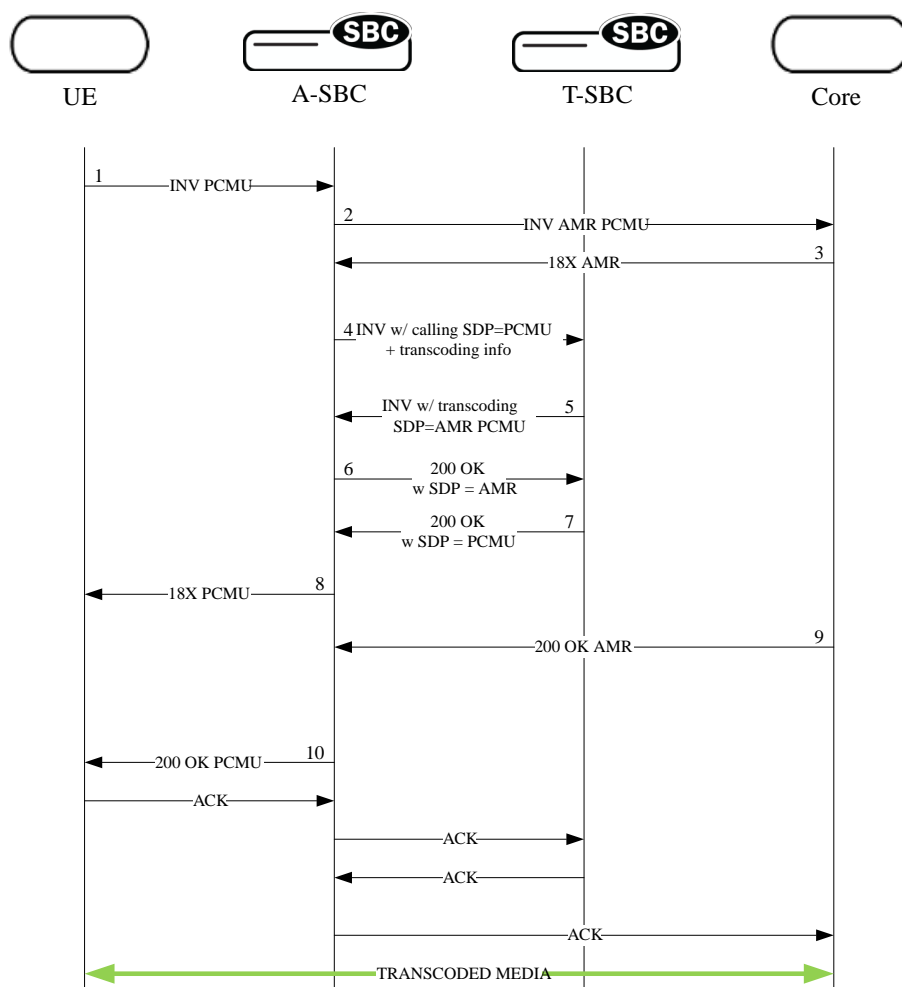 SBC
SBC
UE
A-SBC
T-SBC
Core
1
INV PCMU
2
INV AMR PCMU
18X AMR
3
4
INV w/ calling SDP=PCMU
+ transcoding info
INV w/ transcoding
SDP=AMR PCMU
5
6
200 OK
w SDP = AMR
200 OK
w SDP = PCMU
7
18X PCMU
8
200 OK AMR
9
200 OK PCMU
10
ACK
ACK
ACK
ACK
TRANSCODED MEDIA